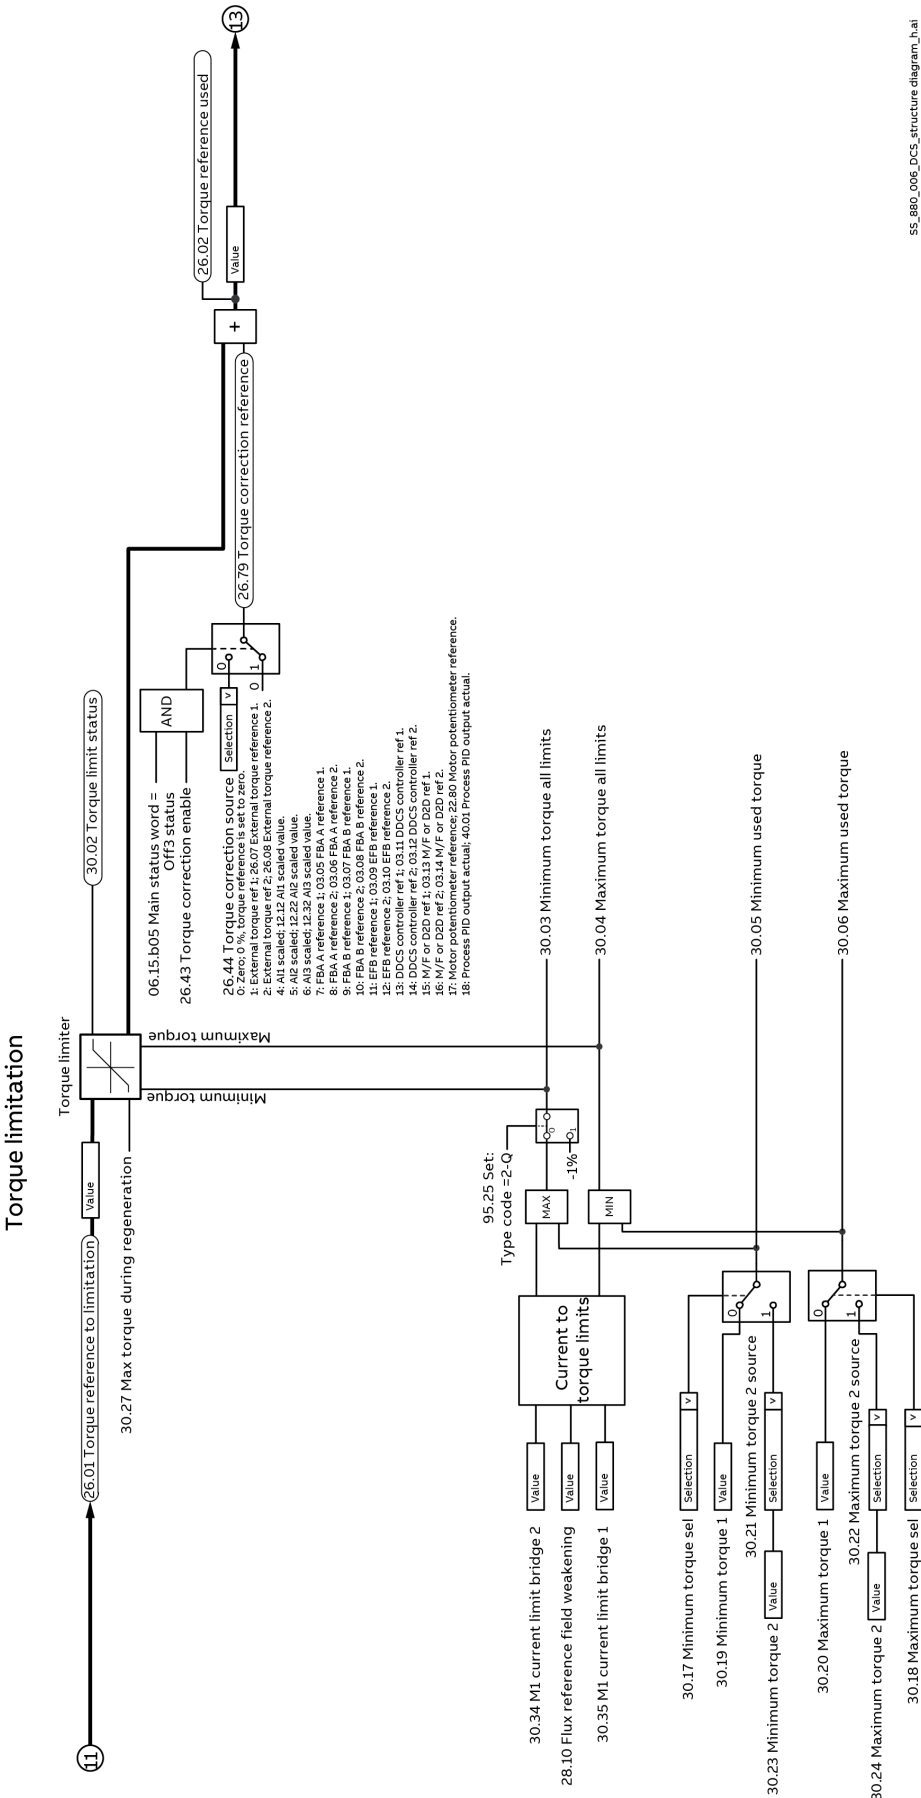 Torque limitation
11
26.01 Torque reference to limitation
Value
30.27 Max torque during regeneration
Torque limiter
Minimum torque
Maximum torque
30.02 Torque limit status
06.15.b05 Main status word =
Off3 status
26.43 Torque correction enable
AND
26.44 Torque correction source
Selection
v
0
1
0
0: Zero; 0 %, torque reference is set to zero.
1: External torque ref 1; 26.07 External torque reference 1.
2: External torque ref 2; 26.08 External torque reference 2.
4: AI1 scaled; 12.12 AI1 scaled value.
5: AI2 scaled; 12.22 AI2 scaled value.
6: AI3 scaled; 12.32 AI3 scaled value.
7: FBA A reference 1; 03.05 FBA A reference 1.
8: FBA A reference 2; 03.06 FBA A reference 2.
9: FBA B reference 1; 03.07 FBA B reference 1.
10: FBA B reference 2; 03.08 FBA B reference 2.
11: EFB reference 1; 03.09 EFB reference 1.
12: EFB reference 2; 03.10 EFB reference 2.
13: DDCS controller ref 1; 03.11 DDCS controller ref 1.
14: DDCS controller ref 2; 03.12 DDCS controller ref 2.
15: M/F or D2D ref 1; 03.13 M/F or D2D ref 1.
16: M/F or D2D ref 2; 03.14 M/F or D2D ref 2.
17: Motor potentiometer reference; 22.80 Motor potentiometer reference.
18: Process PID output actual; 40.01 Process PID output actual.
26.79 Torque correction reference
+
26.02 Torque reference used
Value
13
30.34 M1 current limit bridge 2
Value
28.10 Flux reference field weakening
Value
30.35 M1 current limit bridge 1
Value
Current to
torque limits
95.25 Set:
Type code =2-Q
MAX
0
1
-1%
MIN
30.03 Minimum torque all limits
30.04 Maximum torque all limits
30.17 Minimum torque sel
Selection
v
30.19 Minimum torque 1
Value
30.21 Minimum torque 2 source
30.23 Minimum torque 2
Value
Selection
v
0
1
30.05 Minimum used torque
30.20 Maximum torque 1
Value
30.22 Maximum torque 2 source
30.24 Maximum torque 2
Value
Selection
v
0
1
30.06 Maximum used torque
30.18 Maximum torque sel
Selection
v
SS_880_006_DCS_structure diagram_h.ai